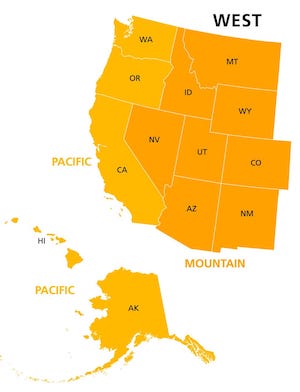 WEST
WA
MT
OR
ID
WY
NV
UT
CO
PACIFIC
CA
AZ
NM
HI
MOUNTAIN
PACIFIC
AK